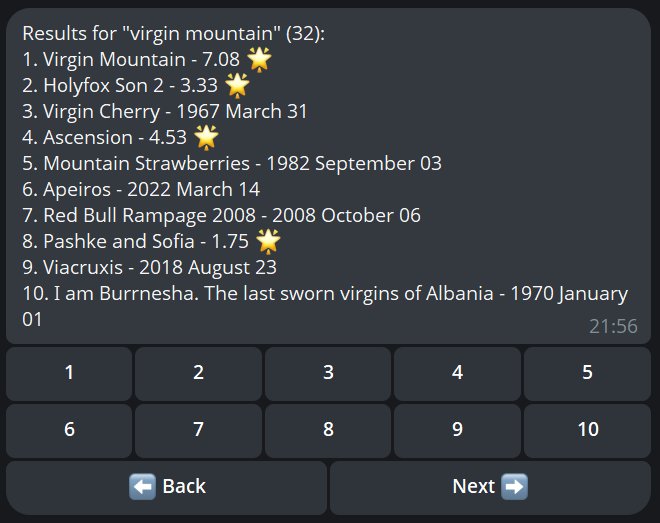 Results for "virgin mountain" (32):
1. Virgin Mountain - 7.08 🌟
2. Holyfox Son 2 - 3.33 🌟
3. Virgin Cherry - 1967 March 31
4. Ascension - 4.53 🌟
5. Mountain Strawberries - 1982 September 03
6. Apeiros - 2022 March 14
7. Red Bull Rampage 2008 - 2008 October 06
8. Pashke and Sofia - 1.75 🌟
9. Viacruxis - 2018 August 23
10. I am Burrnesha. The last sworn virgins of Albania - 1970 January
01
21:56
1 2 3 4 5
6 7 8 9 10
⬅️ Back Next ➡️